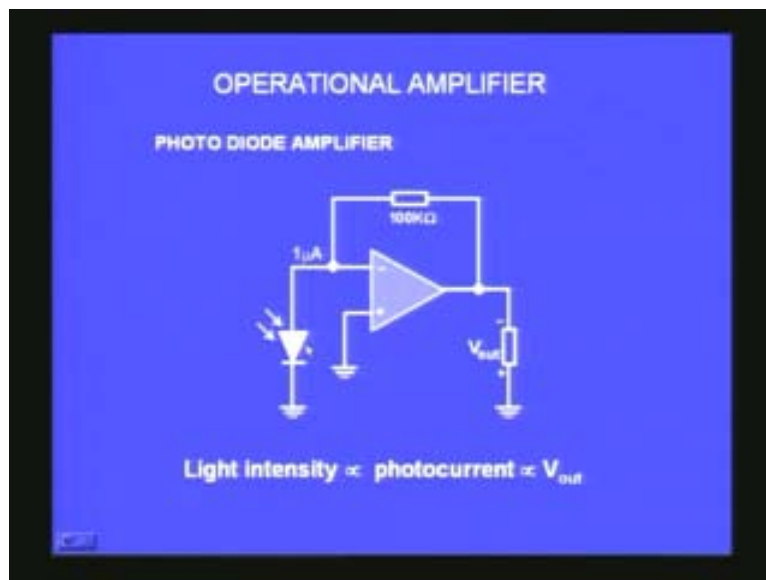 OPERATIONAL AMPLIFIER
PHOTO DIODE AMPLIFIER
100KΩ
1μA
-
+
-
Vout
+
Light intensity ∝ photocurrent ∝ Vout